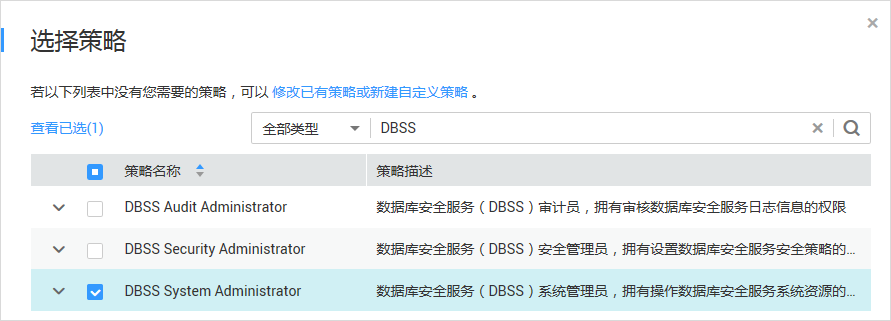 选择策略
若以下列表中没有您需要的策略，可以 修改已有策略或新建自定义策略 。
查看已选(1) 全部类型 DBSS
策略名称 策略描述
DBSS Audit Administrator 数据库安全服务（DBSS）审计员，拥有审核数据库安全服务日志信息的权限
DBSS Security Administrator 数据库安全服务（DBSS）安全管理员，拥有设置数据库安全服务安全策略的...
DBSS System Administrator 数据库安全服务（DBSS）系统管理员，拥有操作数据库安全服务系统资源的...